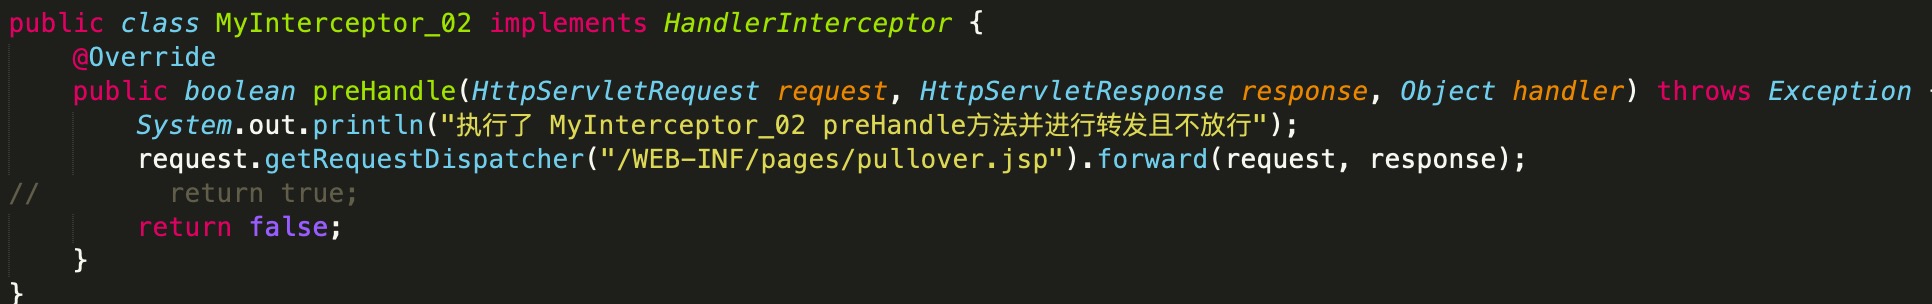 public class MyInterceptor_02 implements HandlerInterceptor {
@Override
public boolean preHandle(HttpServletRequest request, HttpServletResponse response, Object handler) throws Exception {
System.out.println("执行了 MyInterceptor_02 preHandle方法并进行转发且不放行");
request.getRequestDispatcher("/WEB-INF/pages/pullover.jsp").forward(request, response);
// return true;
return false;
}
}